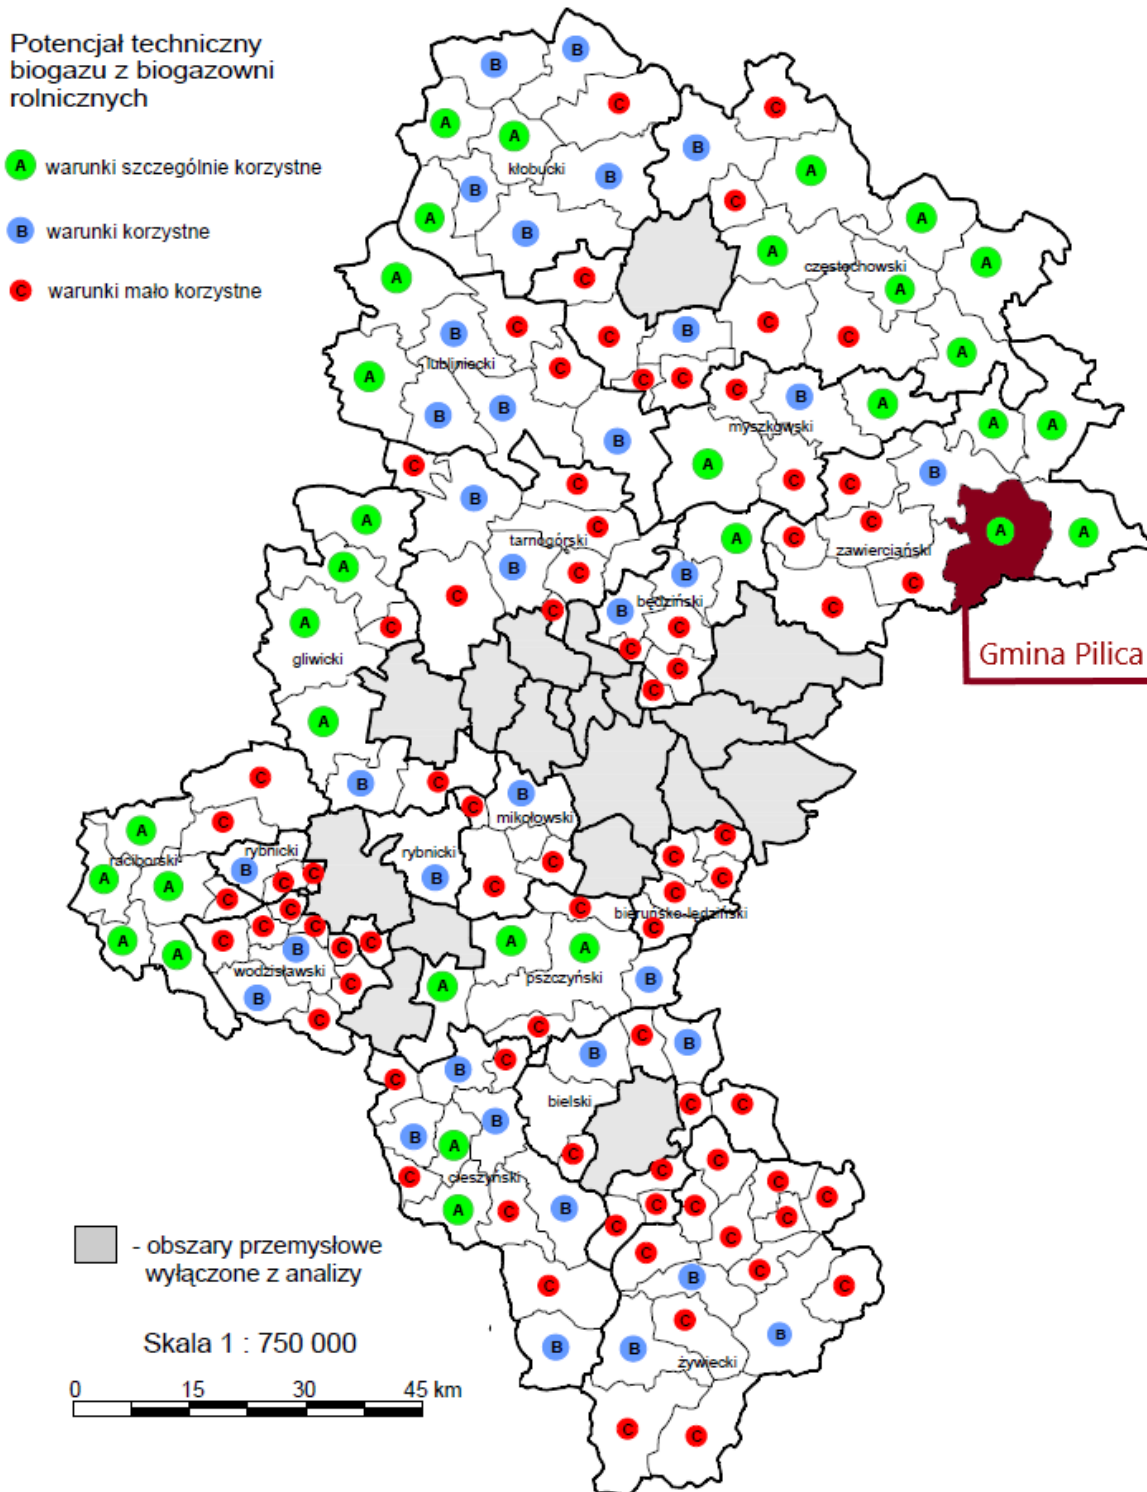 Potencjał techniczny
biogazu z biogazowni
rolniczych
A warunki szczególnie korzystne
B warunki korzystne
C warunki mało korzystne
B
B
C
C
A
A
B
kłobucki
B
B
A
A
C
A
B
A
częstochowski
A
A
A
C
A
B
C
C
B
C
C
A
lubliniecki
C
A
C
C
B
B
B
C
B
A
myszkowski
A
A
B
A
C
C
B
C
B
C
A
C
tarnogórski
C
A
C
zawierciański
A
A
A
B
C
B
będziński
C
C
C
B
C
A
C
C
C
gliwicki
C
C
Gmina Pilica
A
C
B
C
C
B
mikołowski
A
C
raciborski
rybnicki
rybnicki
C
C
C
A
A
B
C
C
B
C
C
C
C
C
bieruńsko-lędziński
C
C
C
C
A
A
C
B
C
C
A
A
C
wodzisławski
B
C
C
A
pszczyński
B
C
B
C
B
B
C
C
bielski
C
C
B
B
A
C
cieszyński
C
A
C
B
C
C
C
C
C
C
C
C
C
C
C
- obszary przemysłowe
wyłączone z analizy
C
B
C
C
Skala 1 : 750 000
B
B
C
B
żywiecki
0 15 30 45 km
C
C